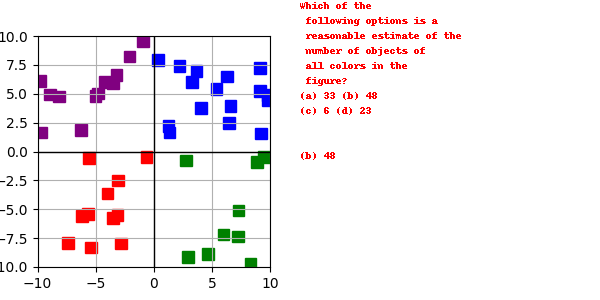 Which of the
following options is a
reasonable estimate of the
number of objects of
all colors in the
figure?
(a) 33 (b) 48
(c) 6 (d) 23
(b) 48
10.0
7.5
5.0
2.5
0.0
−2.5
−5.0
−7.5
10.0
−10 −5 0 5 10